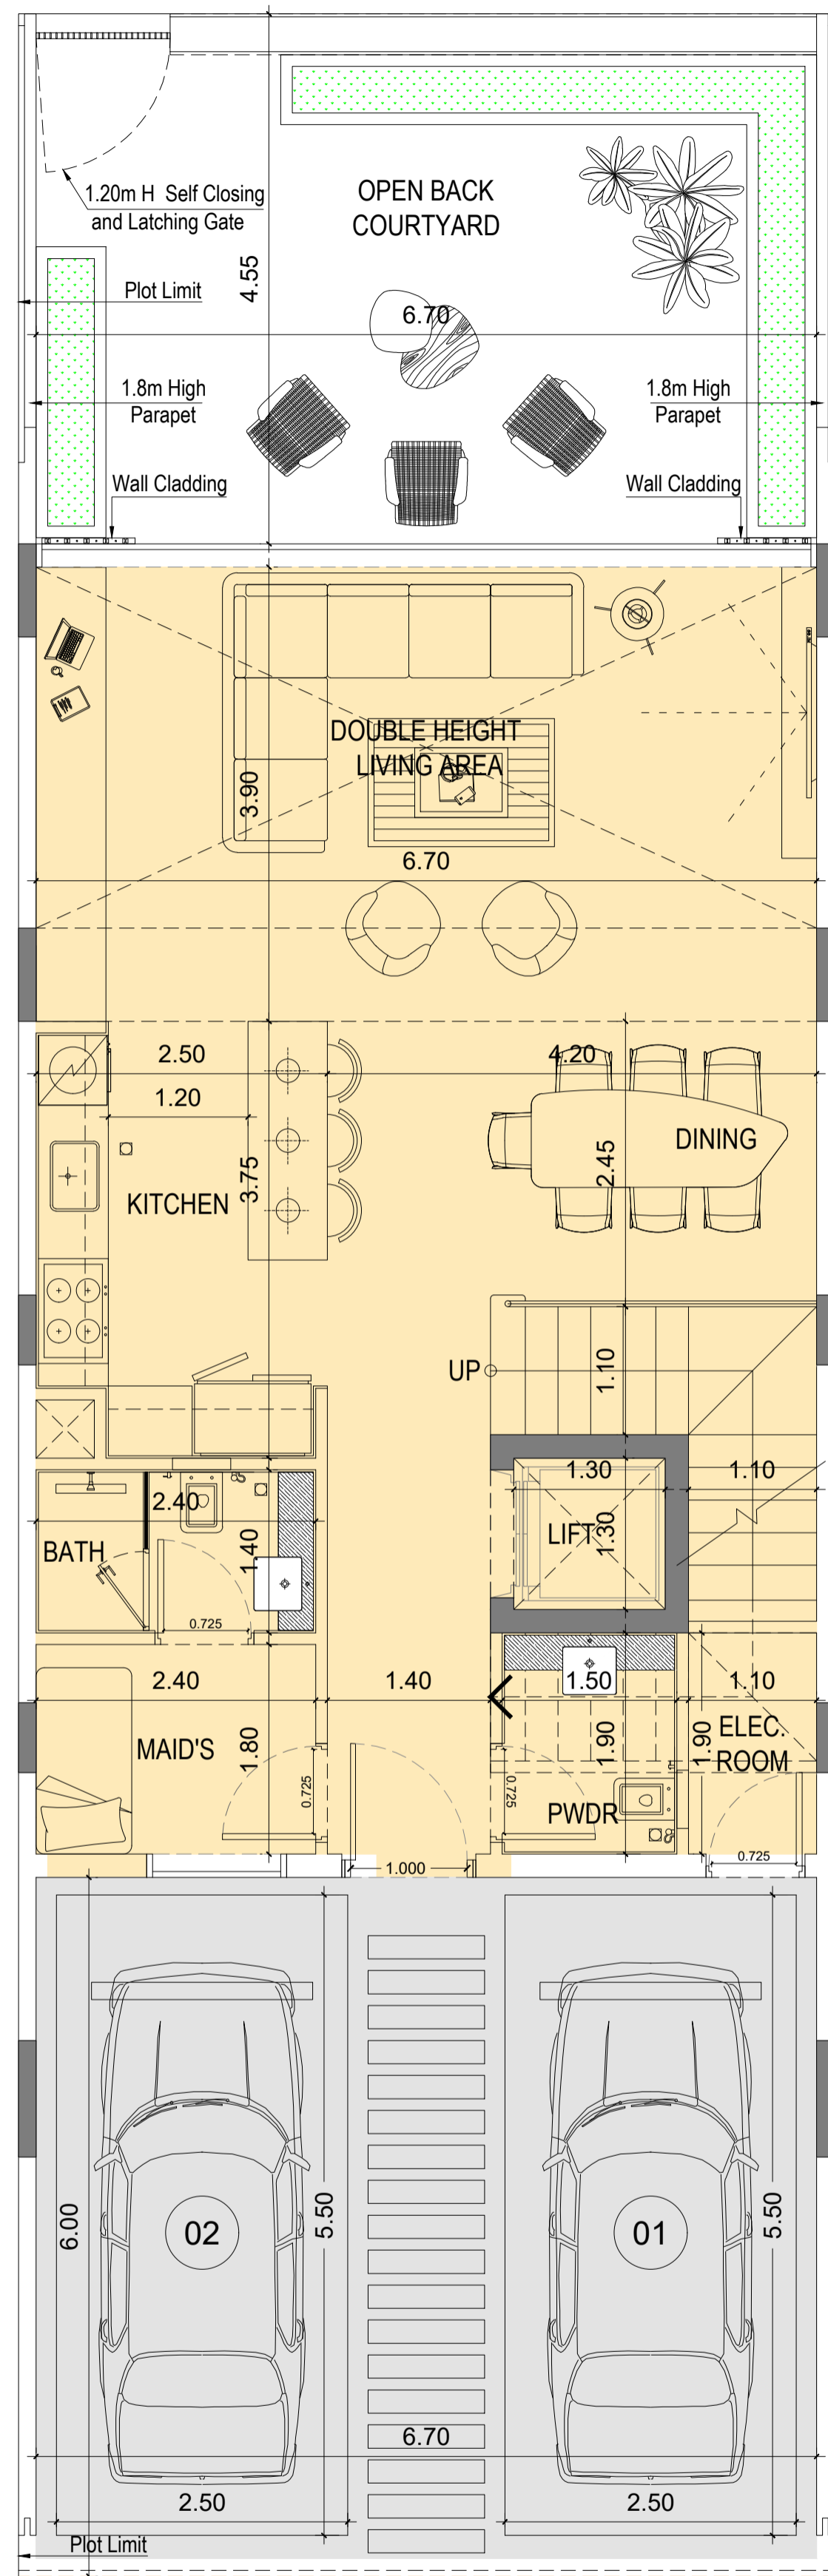 1.20m H  Self Closing
and Latching Gate
OPEN BACK
COURTYARD
4.55
Plot Limit
6.70
1.8m High
Parapet
1.8m High
Parapet
Wall Cladding
Wall Cladding
DOUBLE HEIGHT
LIVING AREA
3.90
6.70
2.50
4.20
1.20
DINING
2.45
3.75
KITCHEN
UP
1.10
1.30
1.10
2.40
LIFT
1.30
BATH
1.40
0.725
2.40
1.40
1.50
1.10
MAID'S
1.80
1.90
1.90
ELEC.
ROOM
0.725
0.725
PWDR
1.000
0.725
6.00
02
5.50
01
5.50
6.70
2.50
2.50
Plot Limit